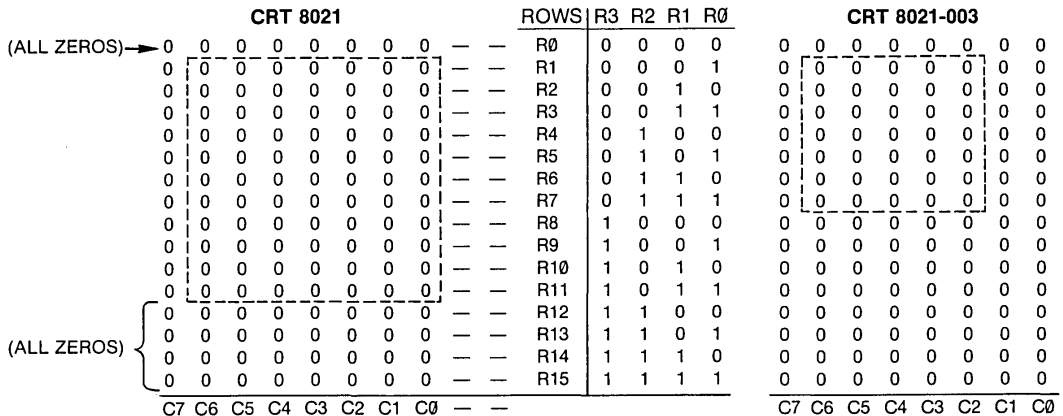 CRT 8021 ROWS R3 R2 R1 RØ CRT 8021-003
(ALL ZEROS) 0 0 0 0 0 0 0 0 — — RØ 0 0 0 0 0 0 0 0 0 0 0 0
0 0 0 0 0 0 0 0 — — R1 0 0 0 1 0 0 0 0 0 0 0 0
0 0 0 0 0 0 0 0 — — R2 0 0 1 0 0 0 0 0 0 0 0 0
0 0 0 0 0 0 0 0 — — R3 0 0 1 1 0 0 0 0 0 0 0 0
0 0 0 0 0 0 0 0 — — R4 0 1 0 0 0 0 0 0 0 0 0 0
0 0 0 0 0 0 0 0 — — R5 0 1 0 1 0 0 0 0 0 0 0 0
0 0 0 0 0 0 0 0 — — R6 0 1 1 0 0 0 0 0 0 0 0 0
0 0 0 0 0 0 0 0 — — R7 0 1 1 1 0 0 0 0 0 0 0 0
0 0 0 0 0 0 0 0 — — R8 1 0 0 0 0 0 0 0 0 0 0 0
0 0 0 0 0 0 0 0 — — R9 1 0 0 1 0 0 0 0 0 0 0 0
0 0 0 0 0 0 0 0 — — R1Ø 1 0 1 0 0 0 0 0 0 0 0 0
0 0 0 0 0 0 0 0 — — R11 1 0 1 1 0 0 0 0 0 0 0 0
0 0 0 0 0 0 0 0 — — R12 1 1 0 0 0 0 0 0 0 0 0 0
0 0 0 0 0 0 0 0 — — R13 1 1 0 1 0 0 0 0 0 0 0 0
(ALL ZEROS) 0 0 0 0 0 0 0 0 — — R14 1 1 1 0 0 0 0 0 0 0 0 0
0 0 0 0 0 0 0 0 — — R15 1 1 1 1 0 0 0 0 0 0 0 0
C7 C6 C5 C4 C3 C2 C1 CØ — — C7 C6 C5 C4 C3 C2 C1 CØ